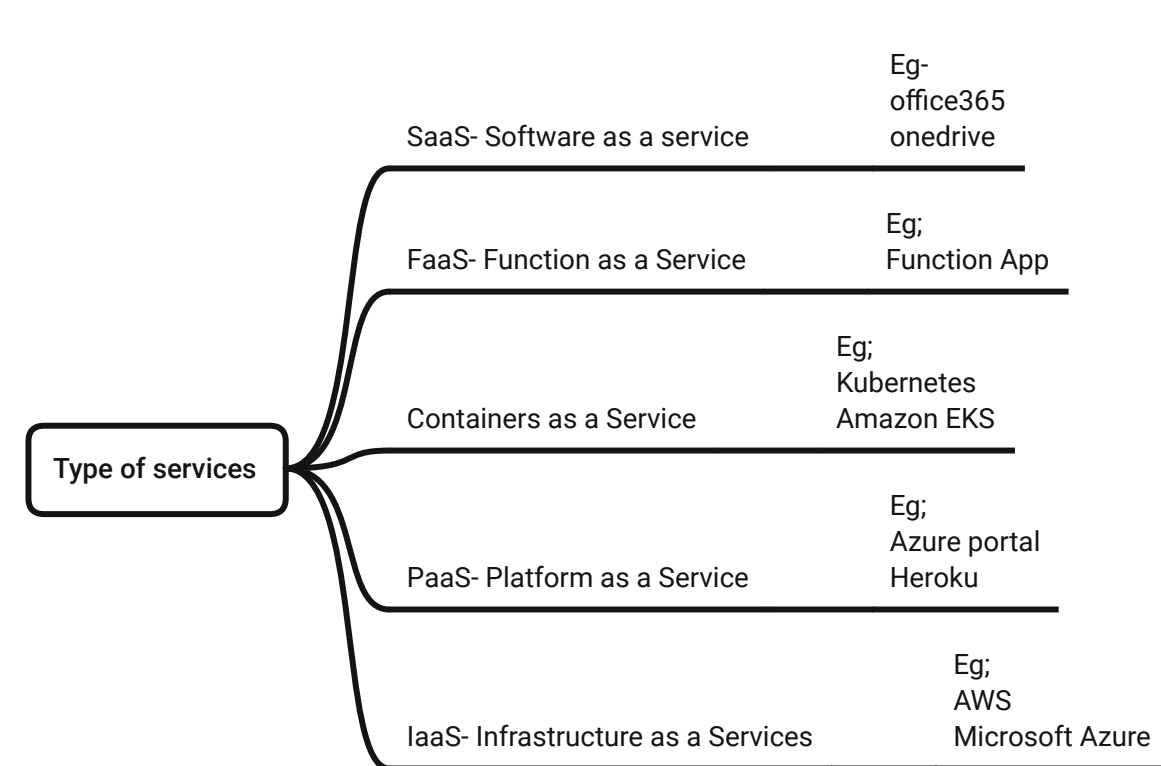 Type of services
SaaS- Software as a service
Eg-
office365
onedrive
FaaS- Function as a Service
Eg;
Function App
Containers as a Service
Eg;
Kubernetes
Amazon EKS
PaaS- Platform as a Service
Eg;
Azure portal
Heroku
IaaS- Infrastructure as a Services
Eg;
AWS
Microsoft Azure